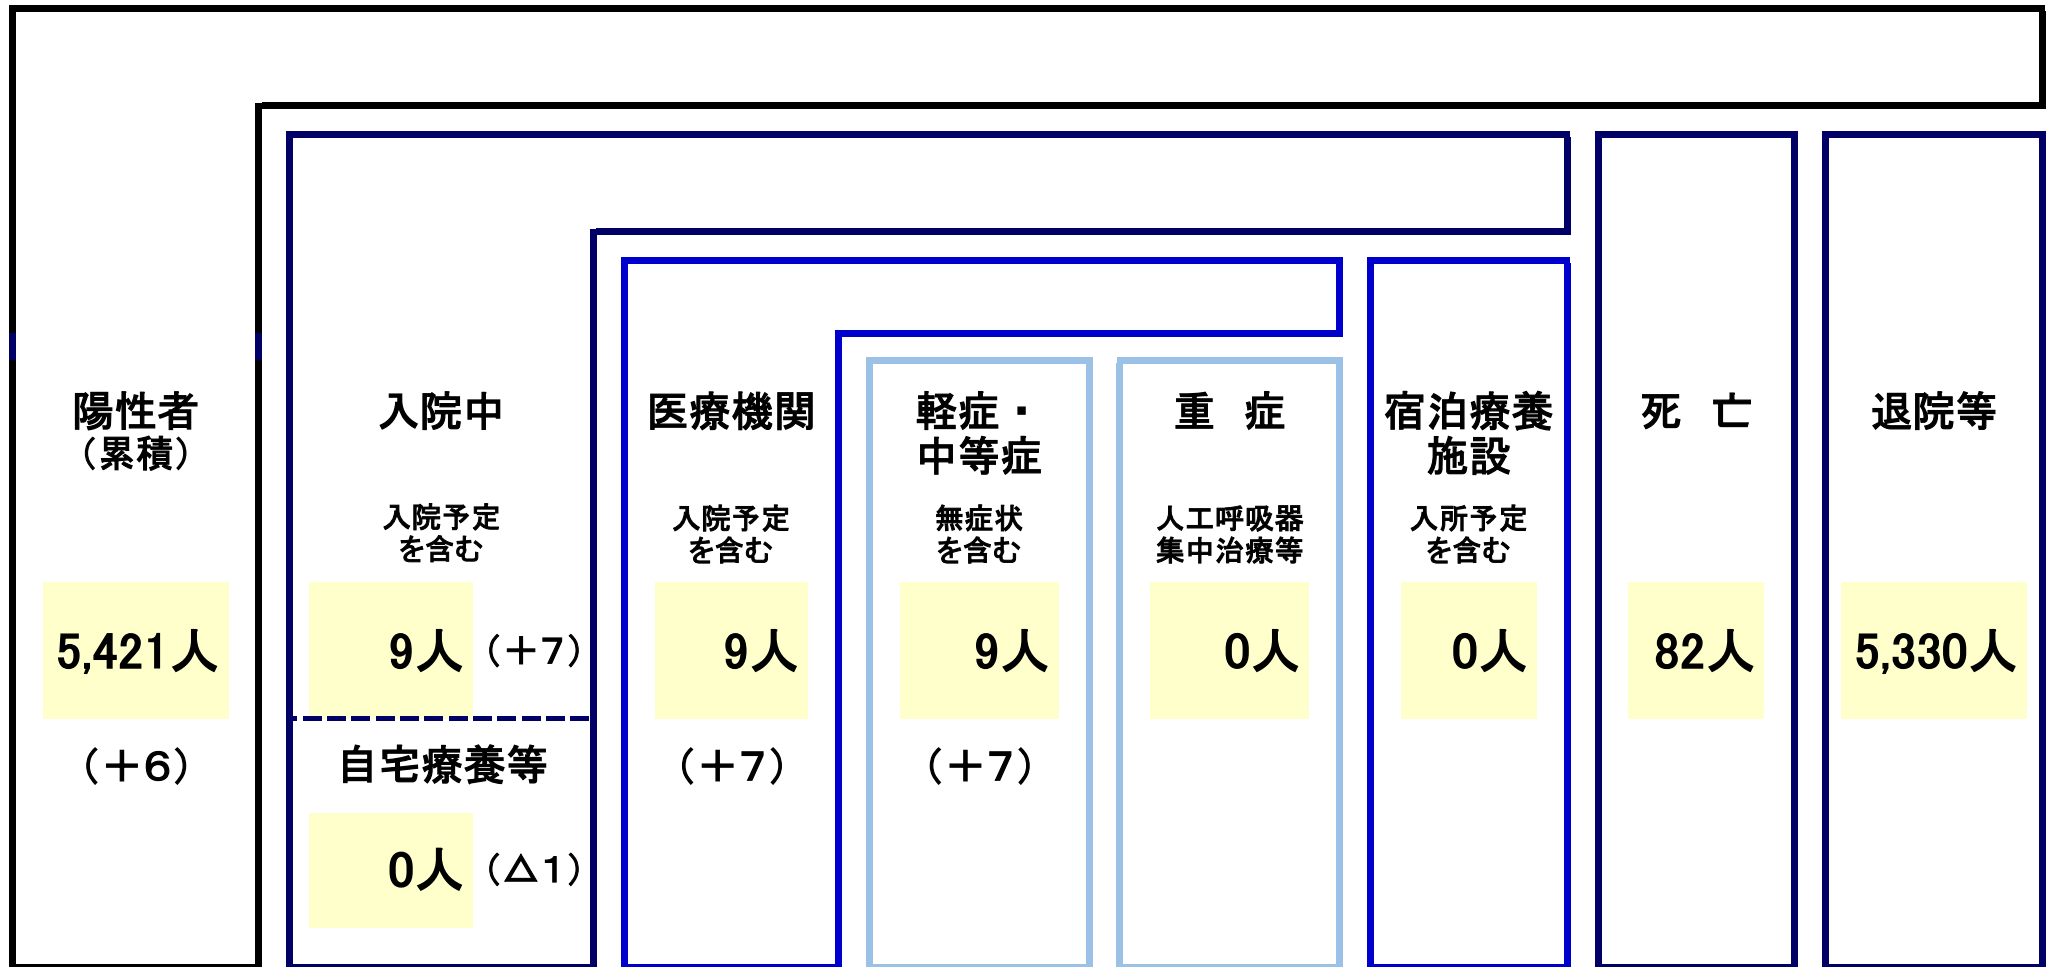 陽性者
（累積）
5,421人
（＋6）
入院中
入院予定
を含む
9人（＋7）
自宅療養等
0人（△1）
医療機関
入院予定
を含む
9人
（＋7）
軽症・
中等症
無症状
を含む
9人
（＋7）
重　症
人工呼吸器
集中治療等
0人
宿泊療養
施設
入所予定
を含む
0人
死　亡
82人
退院等
5,330人